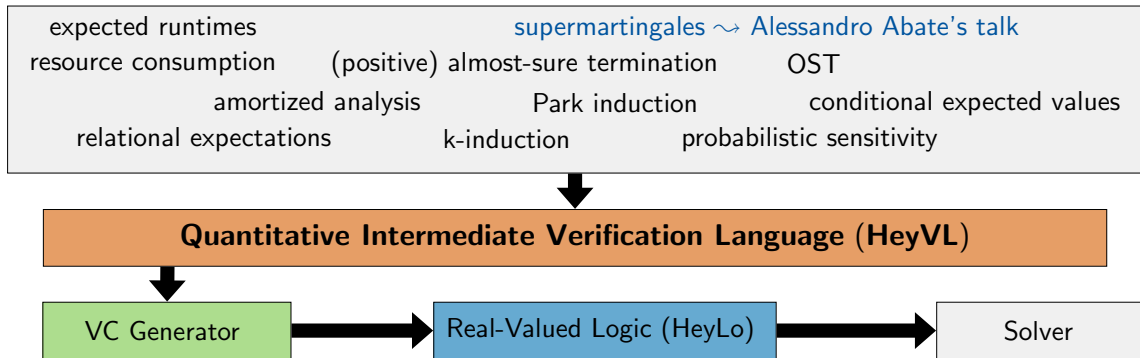 expected runtimes supermartingales ⇝ Alessandro Abate's talk
resource consumption (positive) almost-sure termination OST
amortized analysis Park induction conditional expected values
relational expectations k-induction probabilistic sensitivity
Quantitative Intermediate Verification Language (HeyVL)
VC Generator Real-Valued Logic (HeyLo) Solver